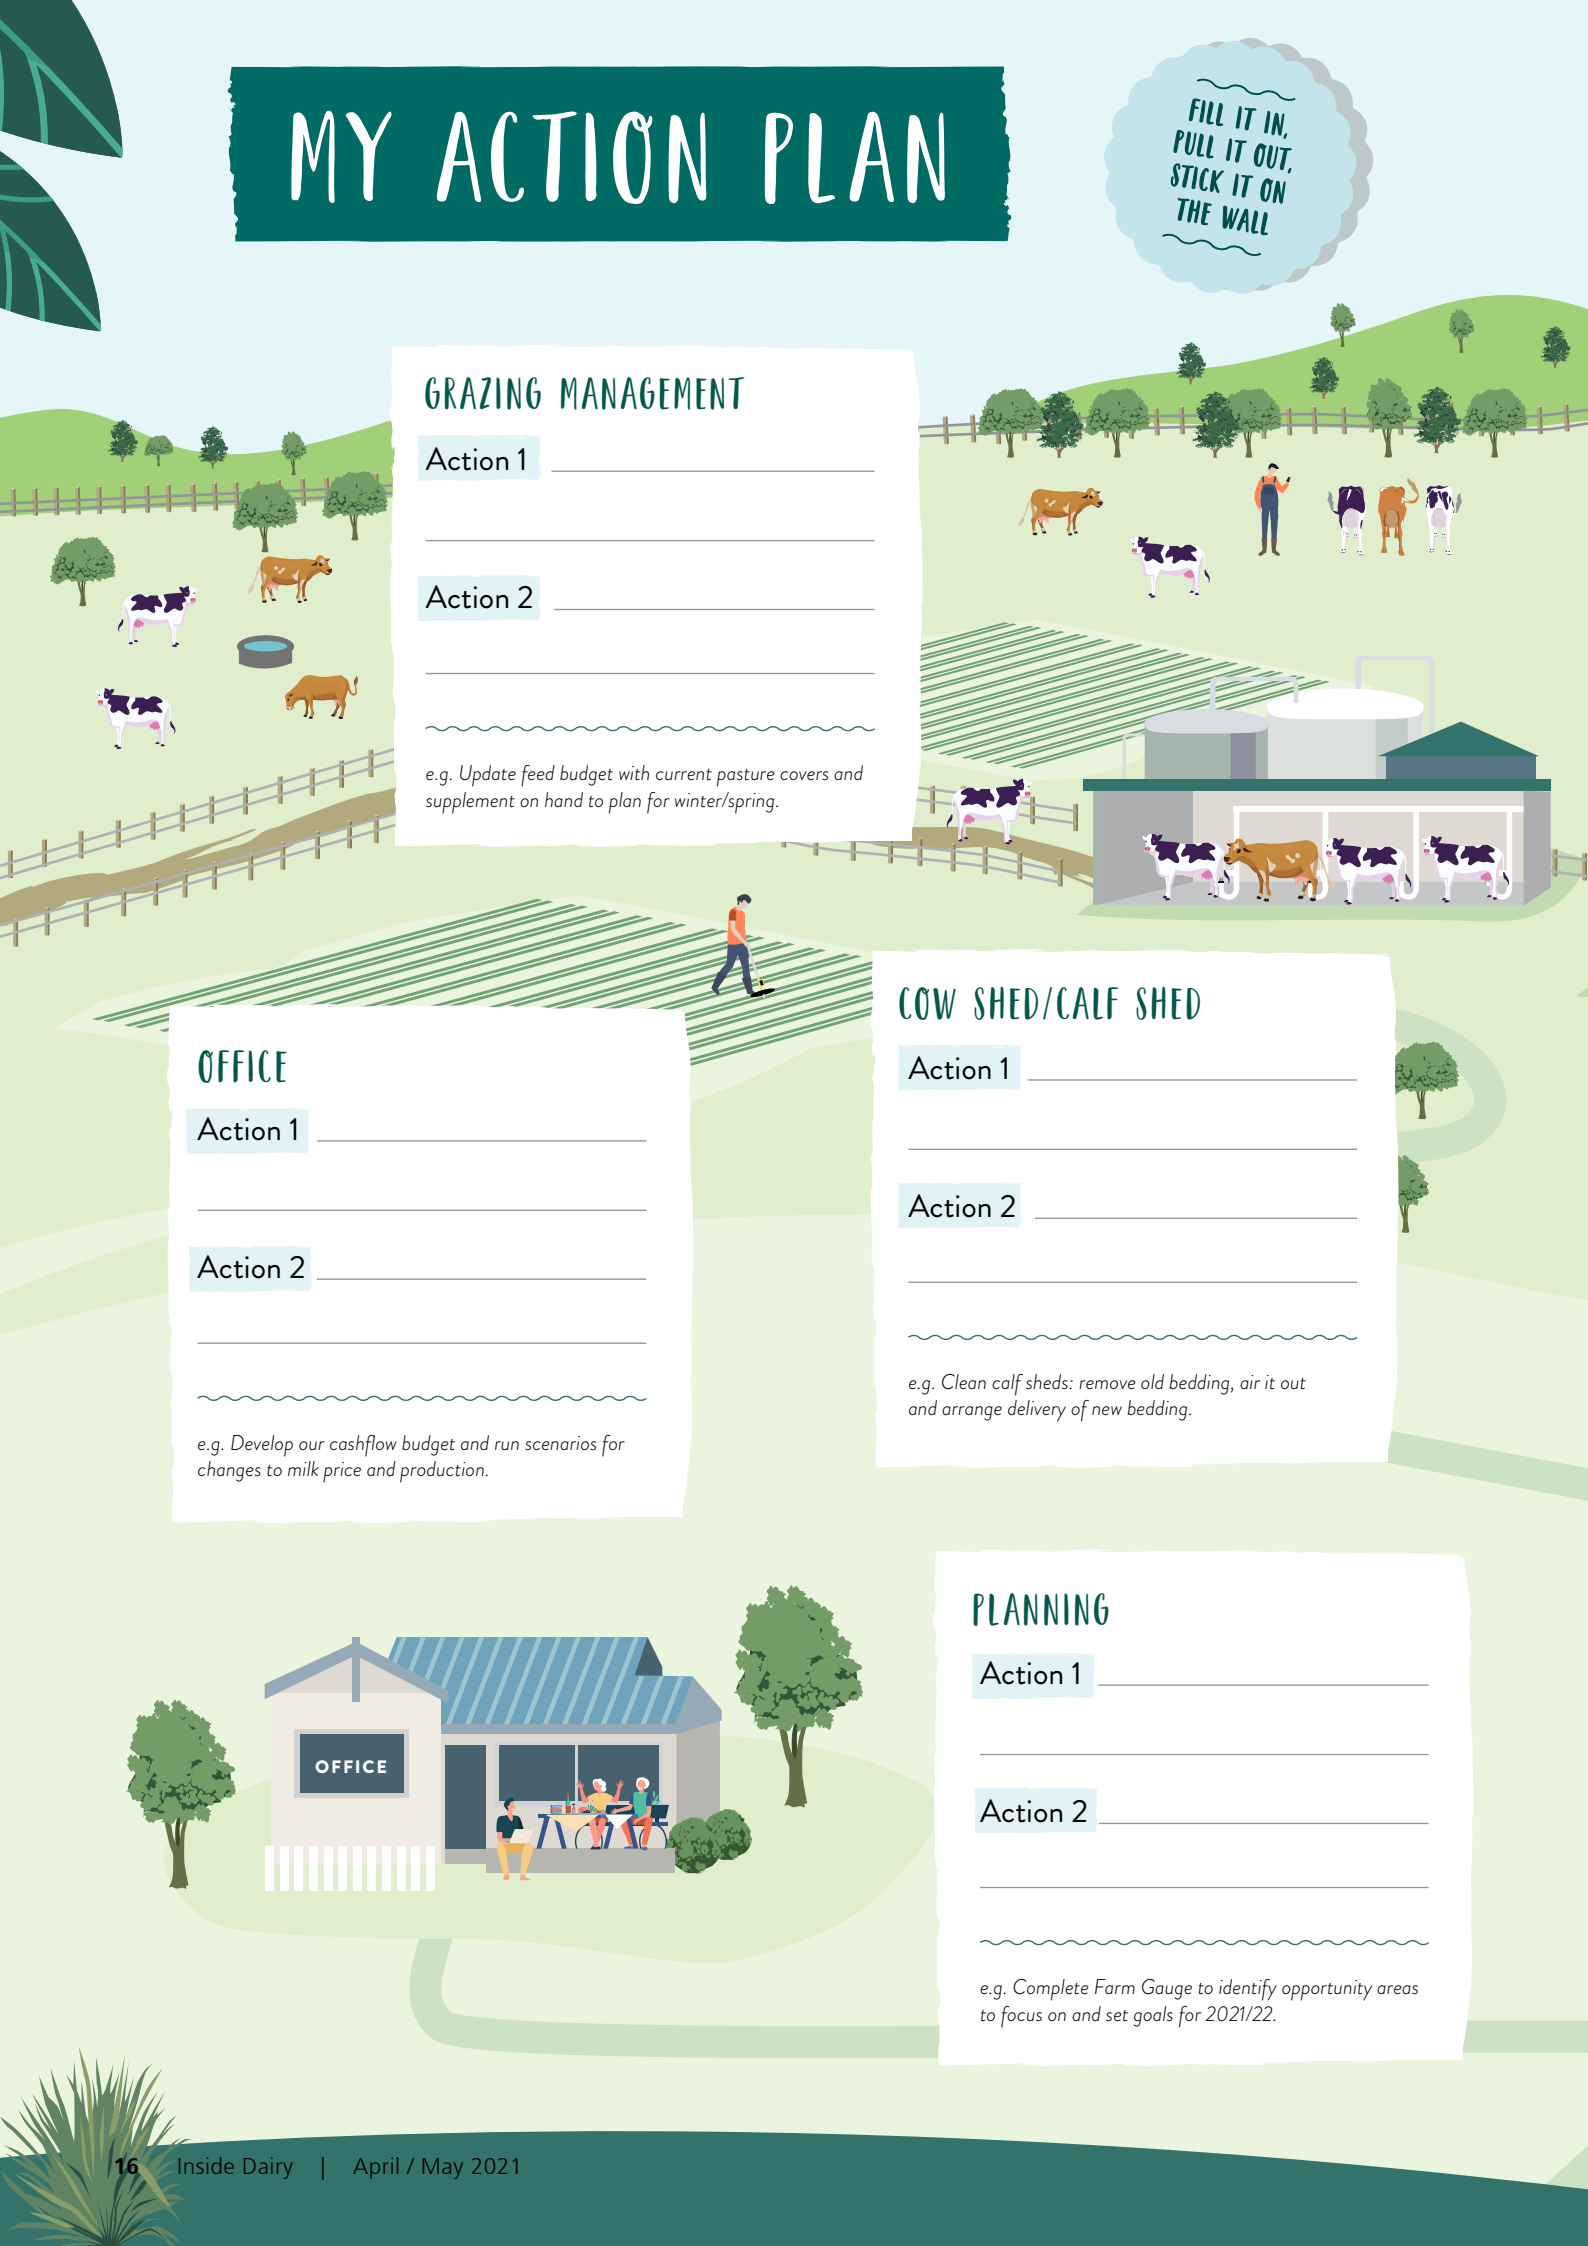 MY ACTION PLAN
FILL IT IN,
PULL IT OUT,
STICK IT ON
THE WALL
GRAZING MANAGEMENT
Action 1
Action 2
e.g. Update feed budget with current pasture covers and
supplement on hand to plan for winter/spring.
COW SHED/CALF SHED
Action 1
Action 2
e.g. Clean calf sheds: remove old bedding, air it out
and arrange delivery of new bedding.
OFFICE
Action 1
Action 2
e.g. Develop our cashflow budget and run scenarios for
changes to milk price and production.
PLANNING
Action 1
Action 2
e.g. Complete Farm Gauge to identify opportunity areas
to focus on and set goals for 2021/22.
OFFICE
16 Inside Dairy | April / May 2021